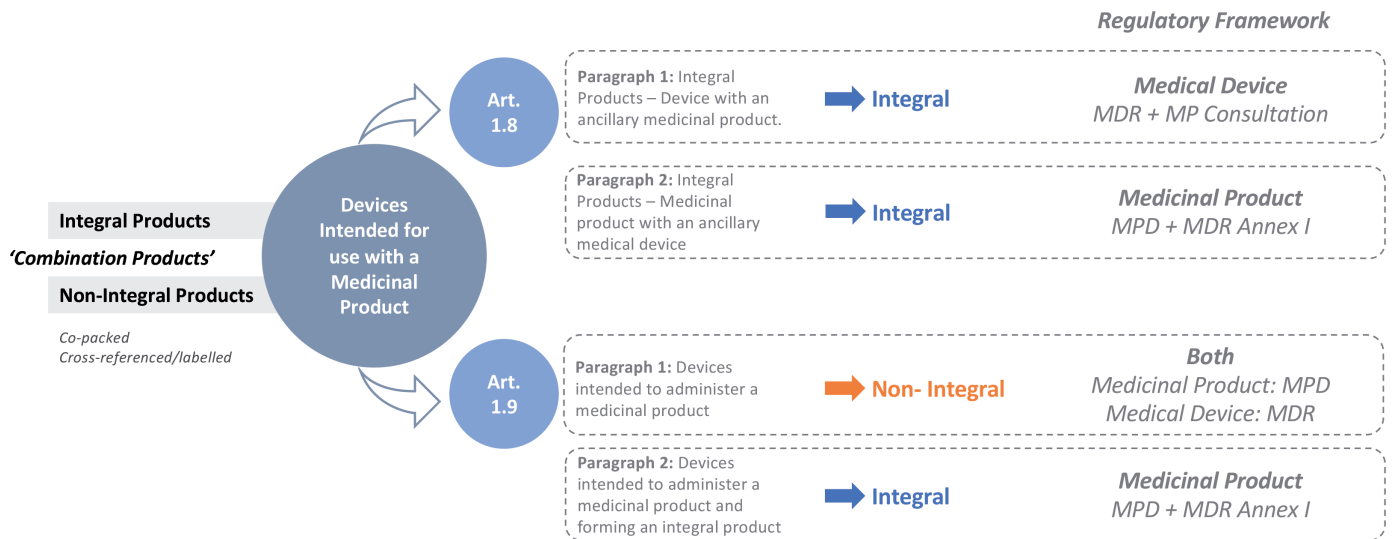 Regulatory Framework
Integral Products
‘Combination Products’
Non-Integral Products
Co-packed
Cross-referenced/labelled
Devices
Intended for
use with a
Medicinal
Product
Art.
1.8
Paragraph 1: Integral
Products – Device with an
ancillary medicinal product.
Integral
Medical Device
MDR + MP Consultation
Paragraph 2: Integral
Products – Medicinal
product with an ancillary
medical device
Integral
Medicinal Product
MPD + MDR Annex I
Art.
1.9
Paragraph 1: Devices
intended to administer a
medicinal product
Non- Integral
Both
Medicinal Product: MPD
Medical Device: MDR
Paragraph 2: Devices
intended to administer a
medicinal product and
forming an integral product
Integral
Medicinal Product
MPD + MDR Annex I